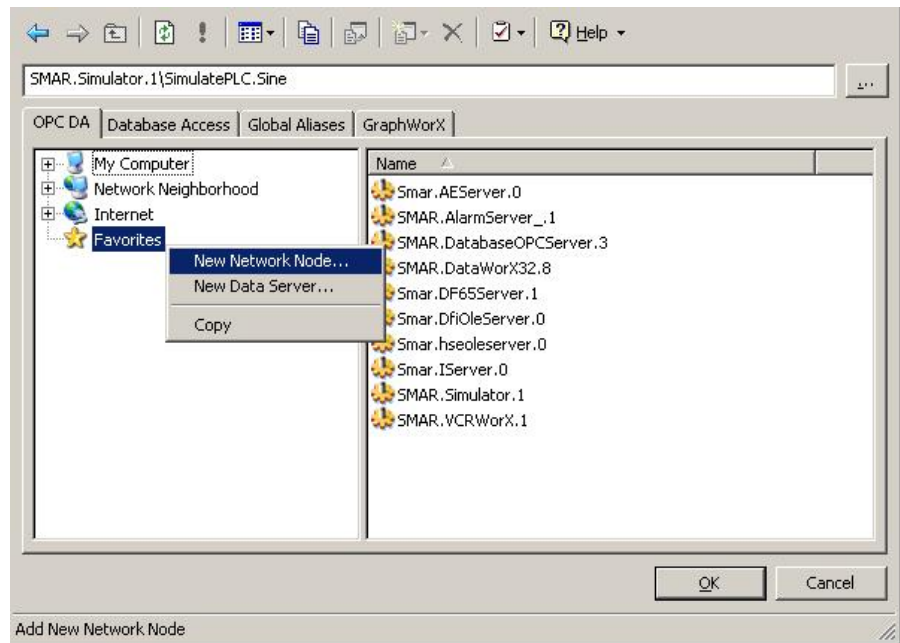 Help
SMAR.Simulator.1\SimulatePLC.Sine
...
OPC DA
Database Access
Global Aliases
GraphWorX
My Computer
Network Neighborhood
Internet
Favorites
New Network Node...
New Data Server...
Copy
Name
Smar.AEServer.0
SMAR.AlarmServer_.1
SMAR.DatabaseOPCServer.3
SMAR.DataWorX32.8
Smar.DF65Server.1
Smar.DfiOleServer.0
Smar.hseoleserver.0
Smar.IServer.0
SMAR.Simulator.1
SMAR.VCRWorX.1
OK
Cancel
Add New Network Node